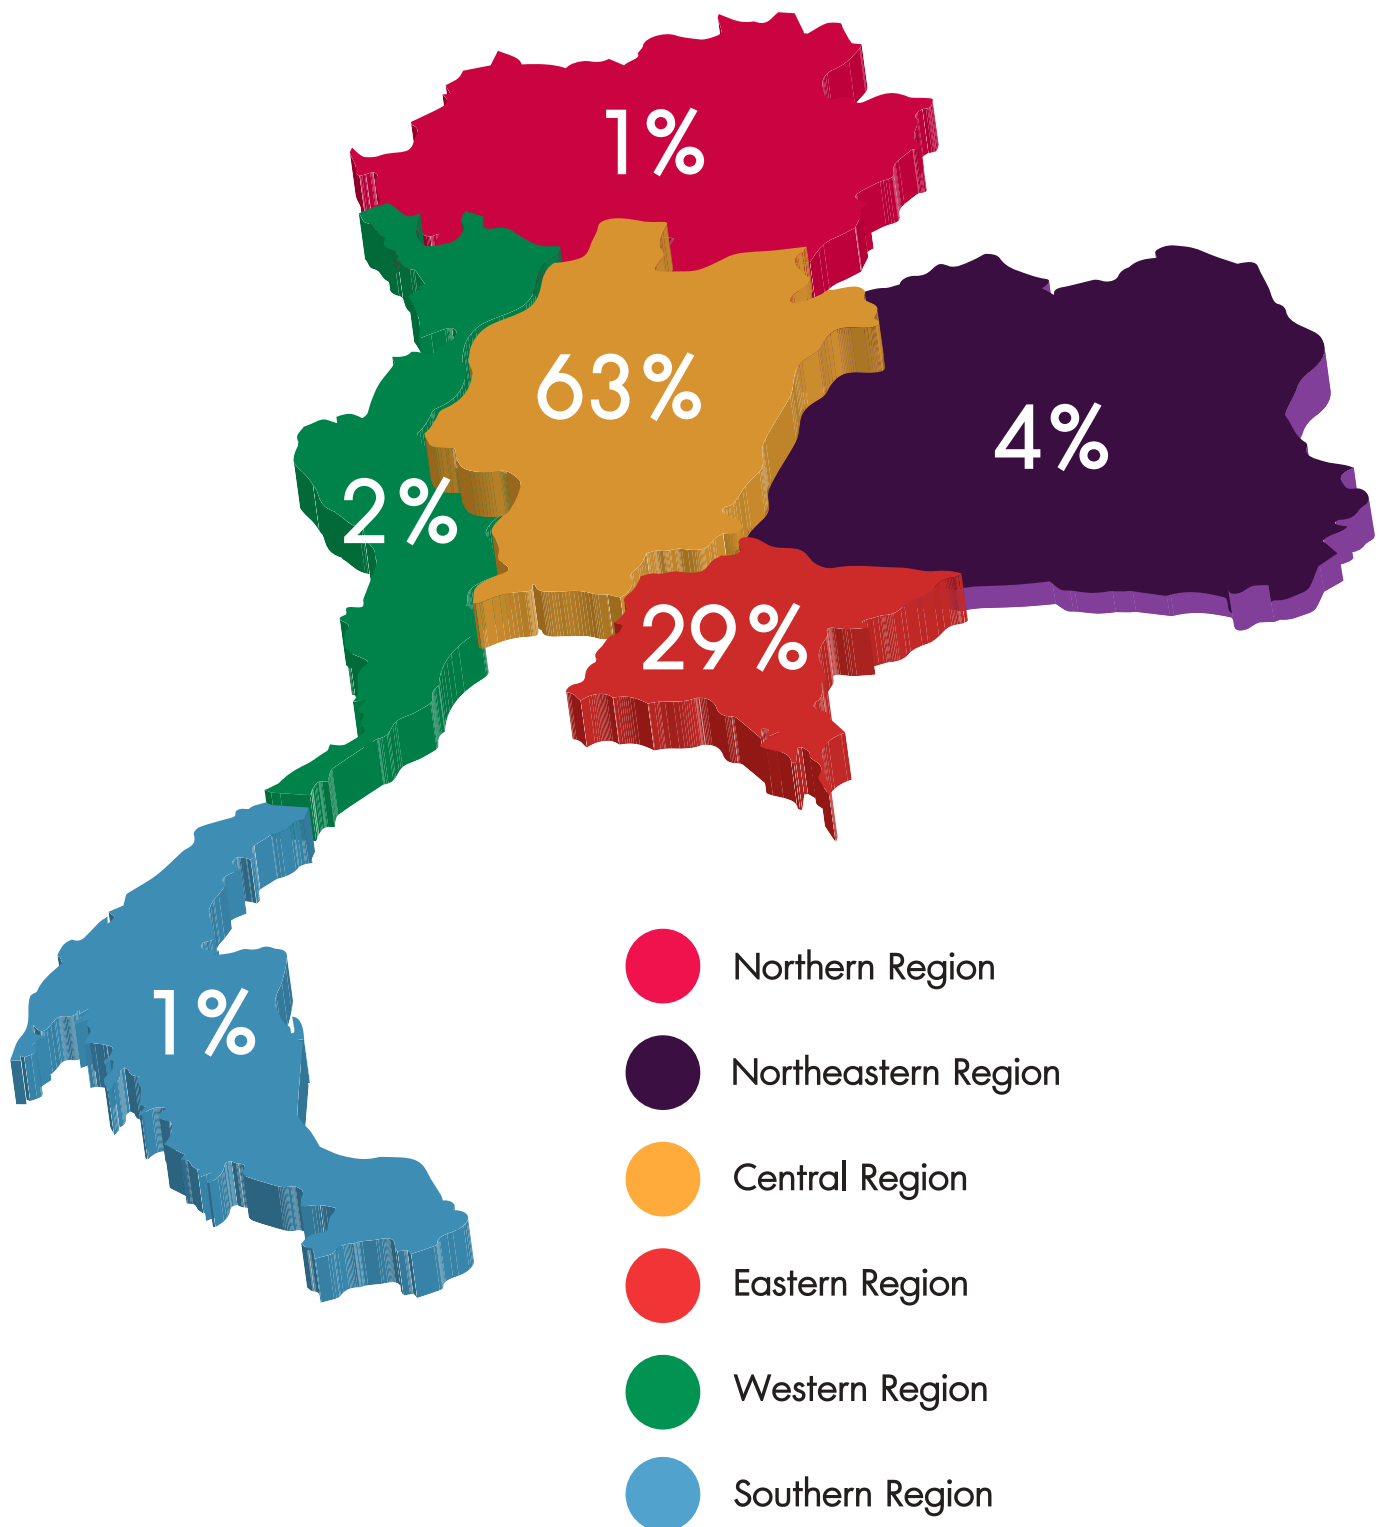 1%
63%
4%
2%
29%
1%
Northern Region
Northeastern Region
Central Region
Eastern Region
Western Region
Southern Region